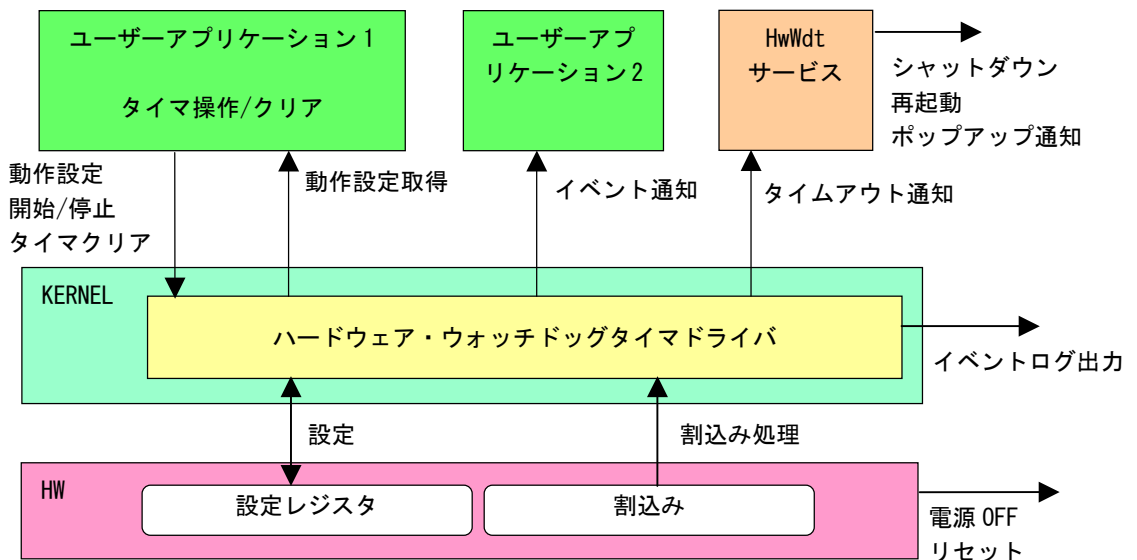 ユーザーアプリケーション1
タイマ操作/クリア
ユーザーアプ
リケーション2
HwWdt
サービス
シャットダウン
再起動
ポップアップ通知
動作設定
開始/停止
タイマクリア
動作設定取得
イベント通知
タイムアウト通知
KERNEL
ハードウェア・ウォッチドッグタイマドライバ
イベントログ出力
設定
割込み処理
HW
設定レジスタ
割込み
電源 OFF
リセット